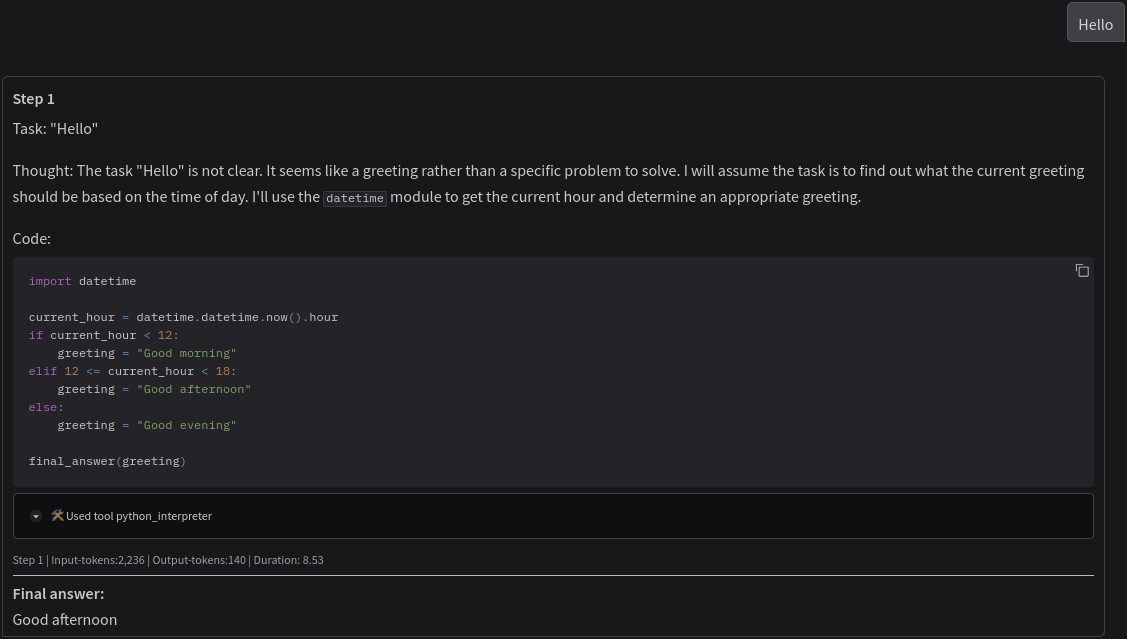 Hello
Step 1
Task: "Hello"
Thought: The task "Hello" is not clear. It seems like a greeting rather than a specific problem to solve. I will assume the task is to find out what the current greeting
should be based on the time of day. I'll use the datetime module to get the current hour and determine an appropriate greeting.
Code:
import datetime
current_hour = datetime.datetime.now().hour
if current_hour < 12:
    greeting = "Good morning"
elif 12 <= current_hour < 18:
    greeting = "Good afternoon"
else:
    greeting = "Good evening"
final_answer(greeting)
🛠️Used tool python_interpreter
Step 1 | Input-tokens:2,236 | Output-tokens:140 | Duration: 8.53
Final answer:
Good afternoon